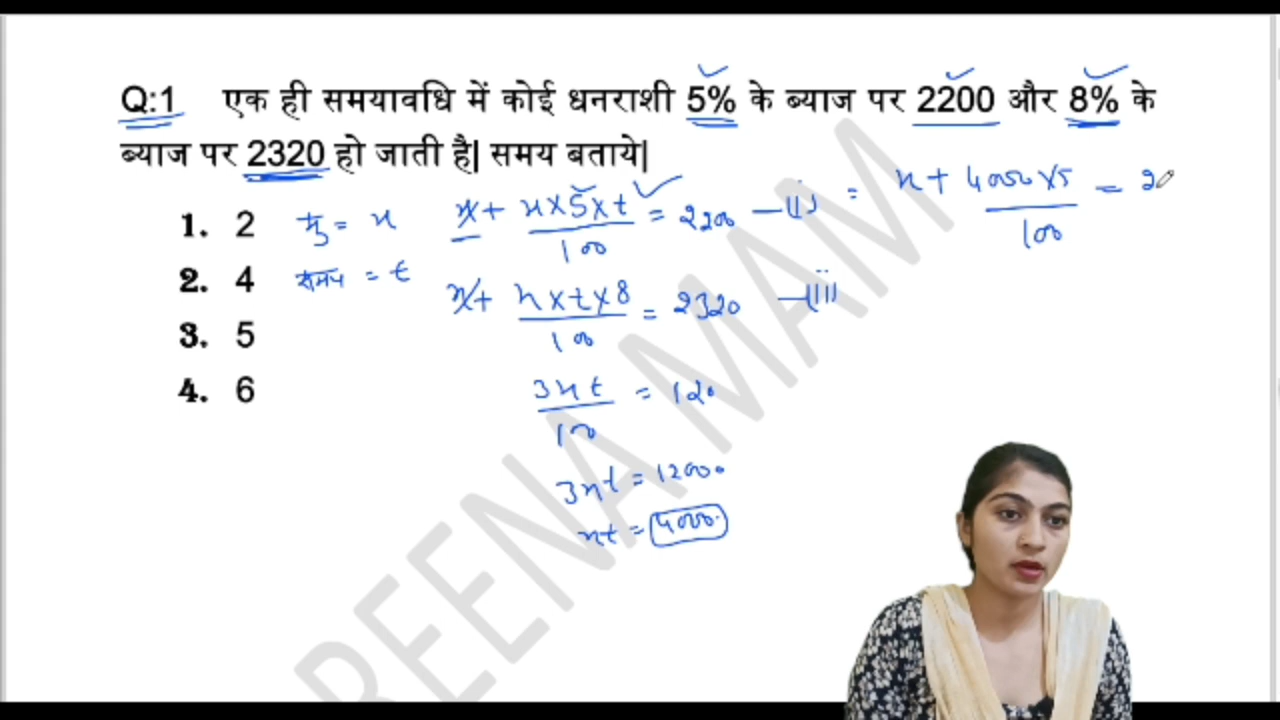 Q:1 एक ही समयावधि में कोई धनराशी 5% के ब्याज पर 2200 और 8% के
ब्याज पर 2320 हो जाती है| समय बताये|
1. 2
2. 4
3. 5
4. 6
मू = x
समय = t
x + x×5×t/100 = 2200 —(i)
x + x×t×8/100 = 2320 —(ii)
3xt/100 = 120
3xt = 12000
xt = 4000
= x + 4000×5/100 = 20
REENA MAM